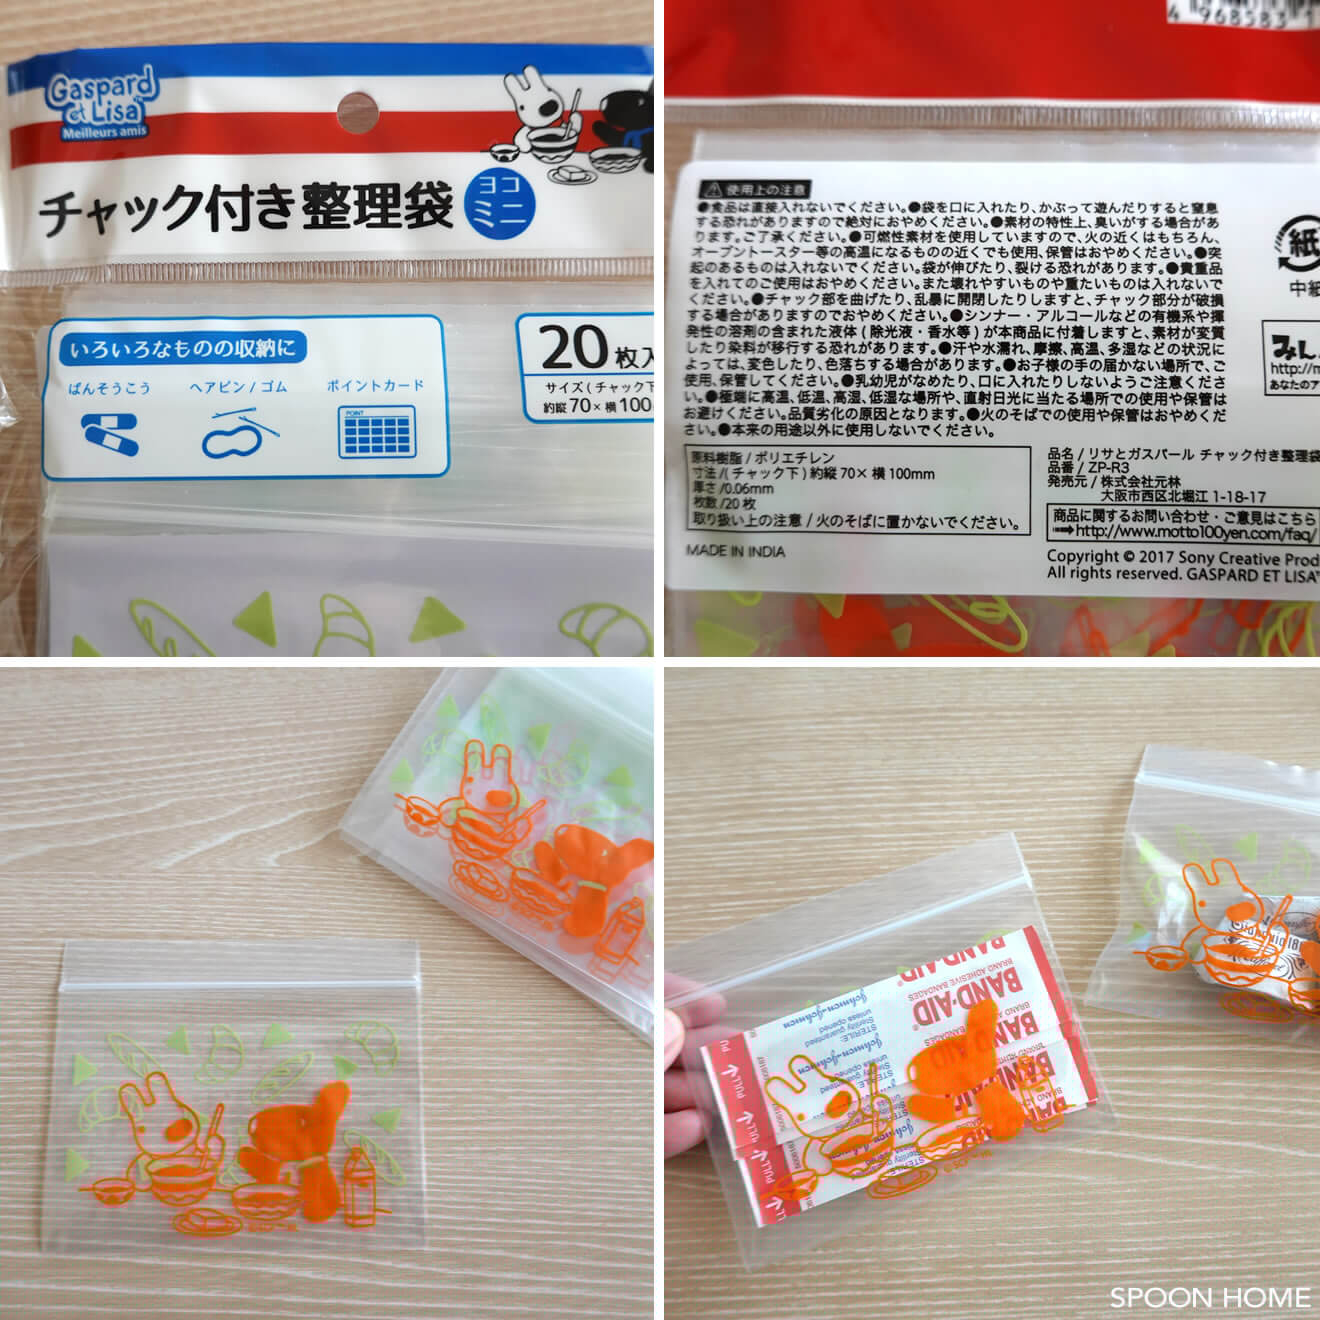 Gaspard
et Lisa
Meilleurs amis
チャック付き整理袋
ヨコ
ミニ
いろいろなものの収納に
ばんそうこう
ヘアピン / ゴム
ポイントカード
POINT
20枚入
サイズ ( チャック下
約縦 70 × 横 100
4 968583 1
使用上の注意
●食品は直接入れないでください。●袋を口に入れたり、かぶって遊んだりすると窒息
する恐れがありますので絶対におやめください。●素材の特性上、臭いがする場合があ
ります。ご了承ください。●可燃性素材を使用していますので、火の近くはもちろん、
オーブントースター等の高温になるものの近くでも使用、保管はおやめください。●突
起のあるものは入れないでください。袋が伸びたり、裂ける恐れがあります。●貴重品
を入れてのご使用はおやめください。また壊れやすいものや重たいものは入れないで
ください。●チャック部を曲げたり、乱暴に開閉したりしますと、チャック部分が破損
する場合がありますのでおやめください。●シンナー・アルコールなどの有機系や揮
発性の溶剤の含まれた液体 ( 除光液・香水等 ) が本商品に付着しますと、素材が変質
したり染料が移行する恐れがあります。●汗や水濡れ、摩擦、高温、多湿などの状況に
よっては、変色したり、色落ちする場合があります。●お子様の手の届かない場所で、ご
使用、保管してください。●乳幼児がなめたり、口に入れたりしないようご注意くださ
い。●極端に高温、低温、高湿、低湿な場所や、直射日光に当たる場所での使用や保管は
お避けください。品質劣化の原因となります。●火のそばでの使用や保管はおやめくだ
さい。●本来の用途以外に使用しないでください。
紙
中紙
みん
http://m
あなたのア
原料樹脂 / ポリエチレン
寸法 /( チャック下 ) 約縦 70× 横 100mm
厚さ /0.06mm
枚数 /20 枚
取り扱い上の注意 / 火のそばに置かないでください。
MADE IN INDIA
品名 / リサとガスパール チャック付き整理袋
品番 / ZP-R3
発売元 / 株式会社元林
大阪市西区北堀江 1-18-17
商品に関するお問い合わせ・ご意見はこちら
http://www.motto100yen.com/faq/
Copyright © 2017 Sony Creative Prod
All rights reserved. GASPARD ET LISA™
BAND-AID
BRAND ADHESIVE BANDAGES
BAND-AID
Johnson & Johnson
STERILE:
Sterility guaranteed
unless opened
PULL
SPOON HOME